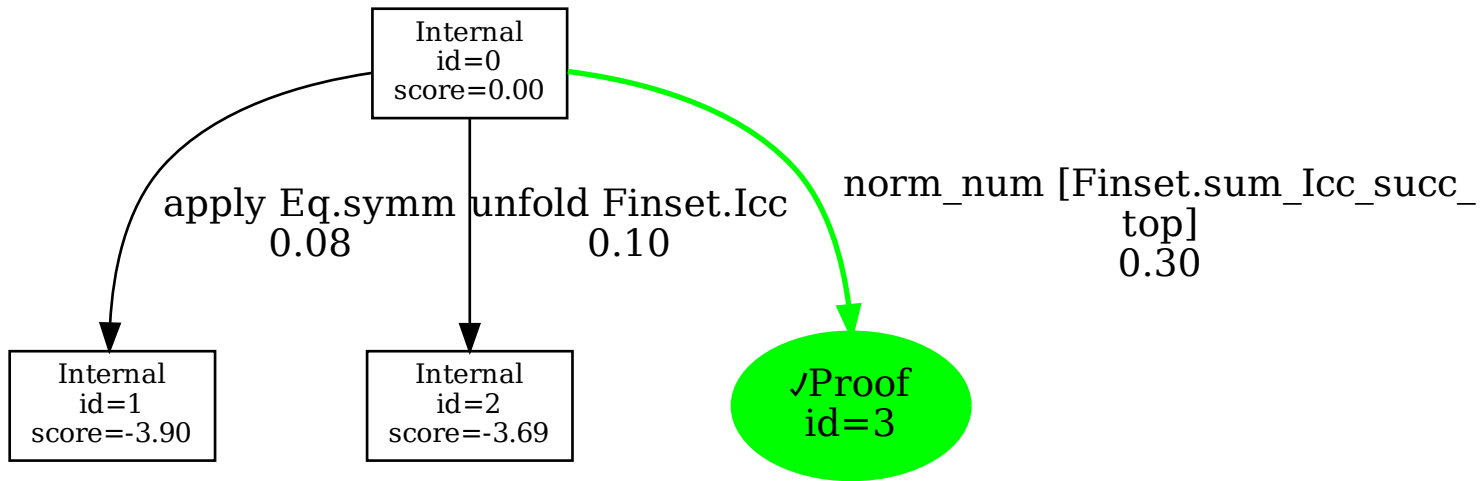 Internal
id=0
score=0.00
apply Eq.symm
0.08
unfold Finset.Icc
0.10
norm_num [Finset.sum_Icc_succ_
top]
0.30
Internal
id=1
score=-3.90
Internal
id=2
score=-3.69
✓Proof
id=3